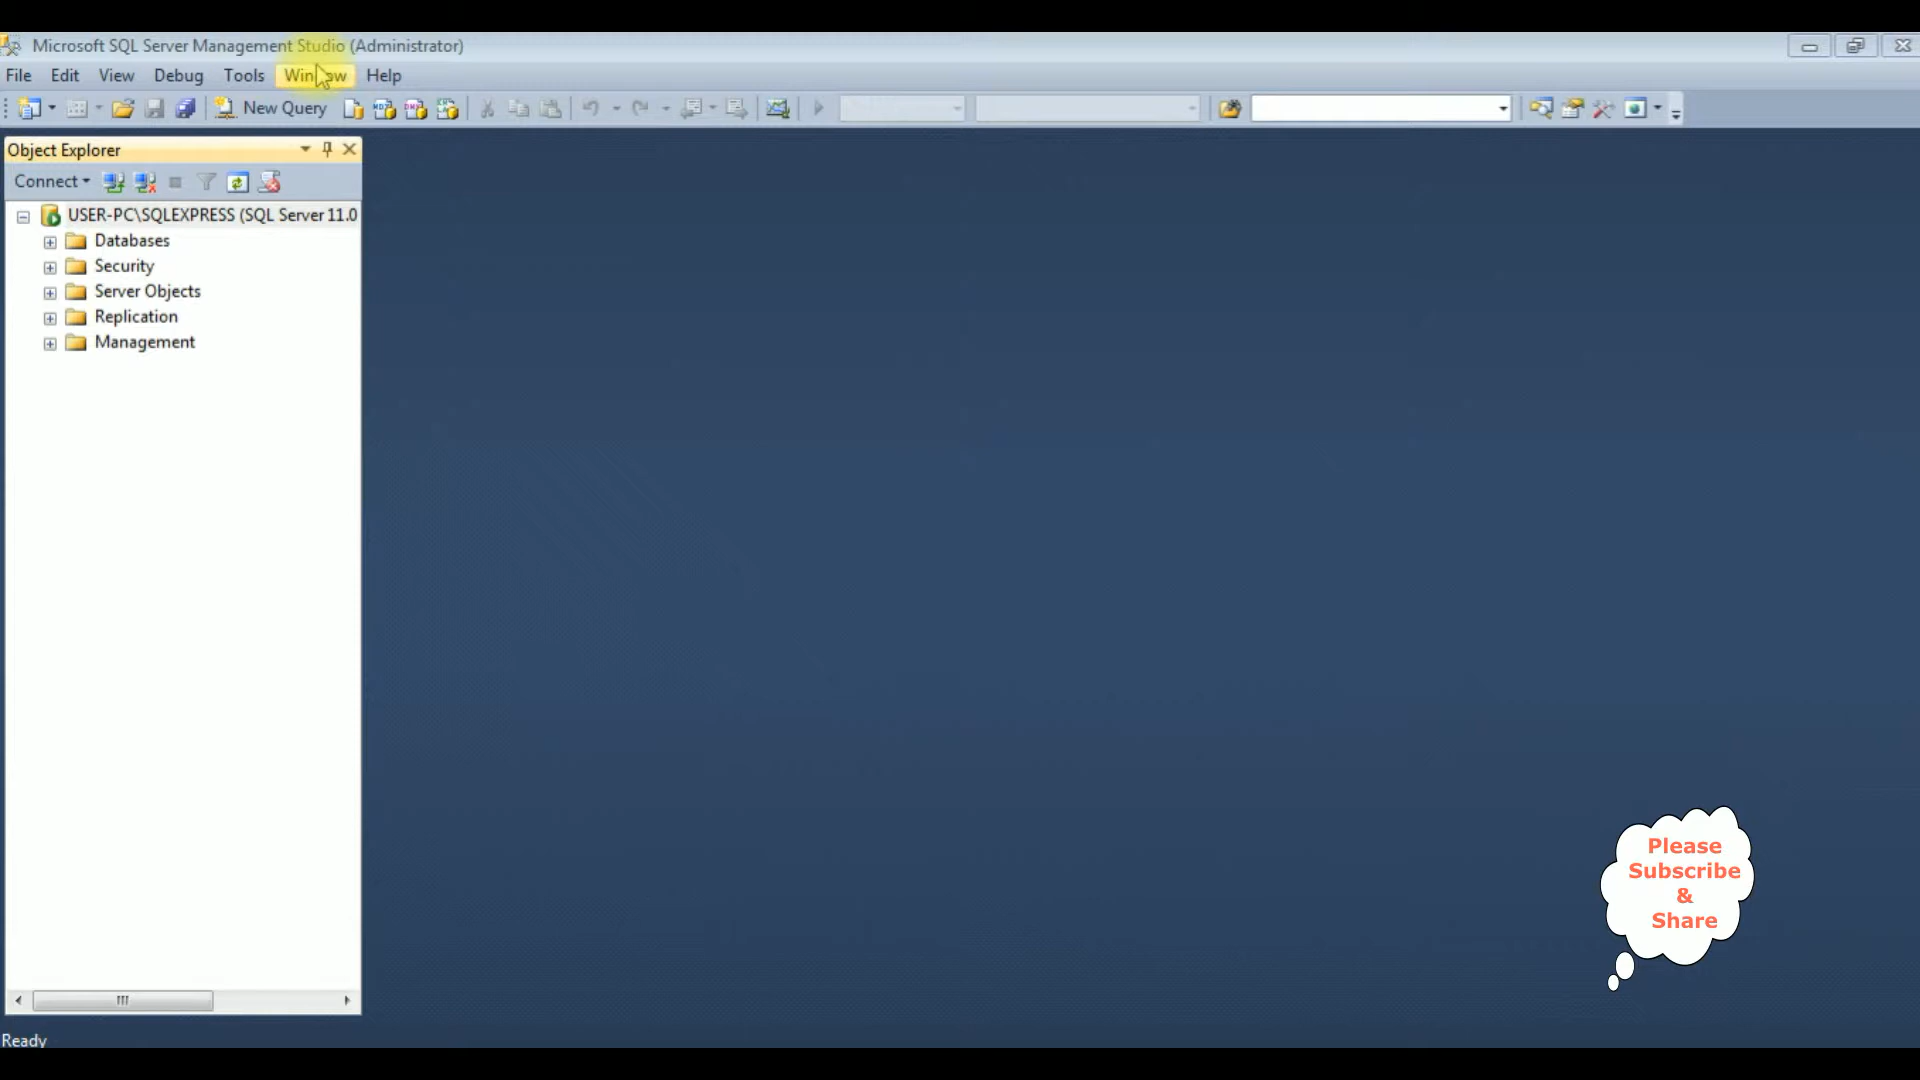 Microsoft SQL Server Management Studio (Administrator)
File Edit View Debug Tools Window Help
New Query
Object Explorer
Connect
USER-PC\SQLEXPRESS (SQL Server 11.0
Databases
Security
Server Objects
Replication
Management
Please
Subscribe
&
Share
Ready